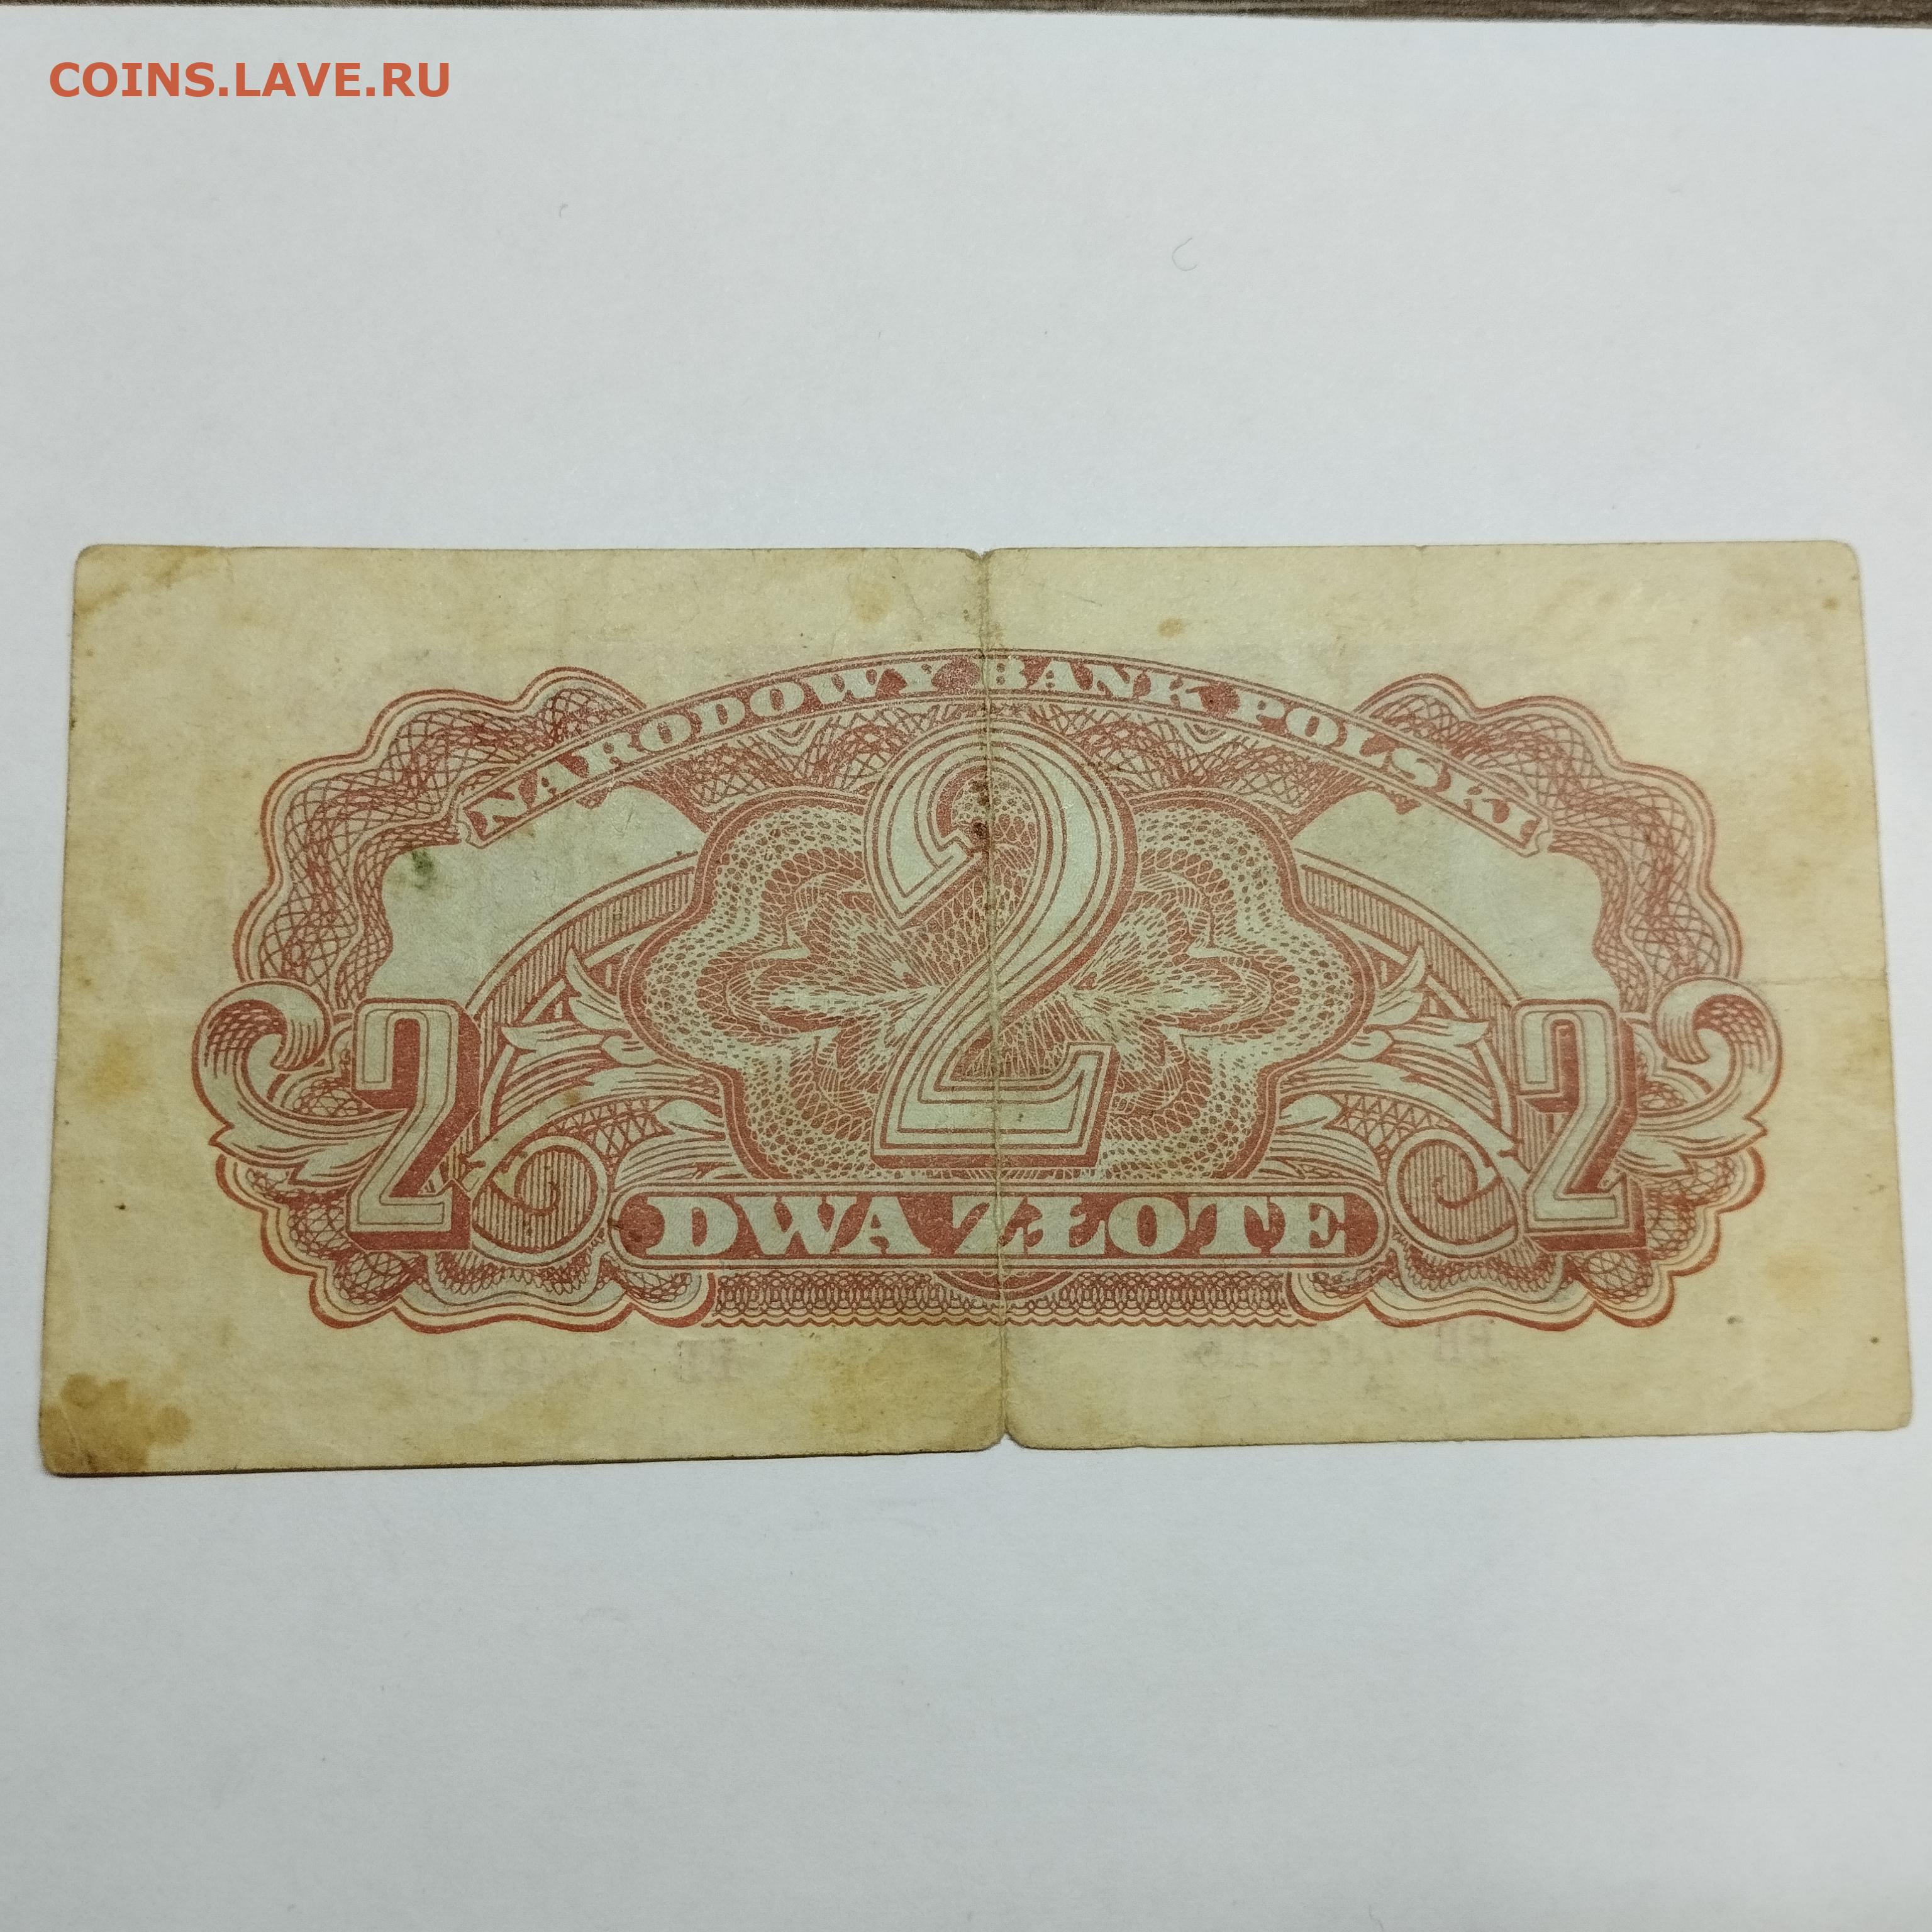 COINS.LAVE.RU
NARODOWY BANK POLSKI
2
2
2
DWA ZŁOTE